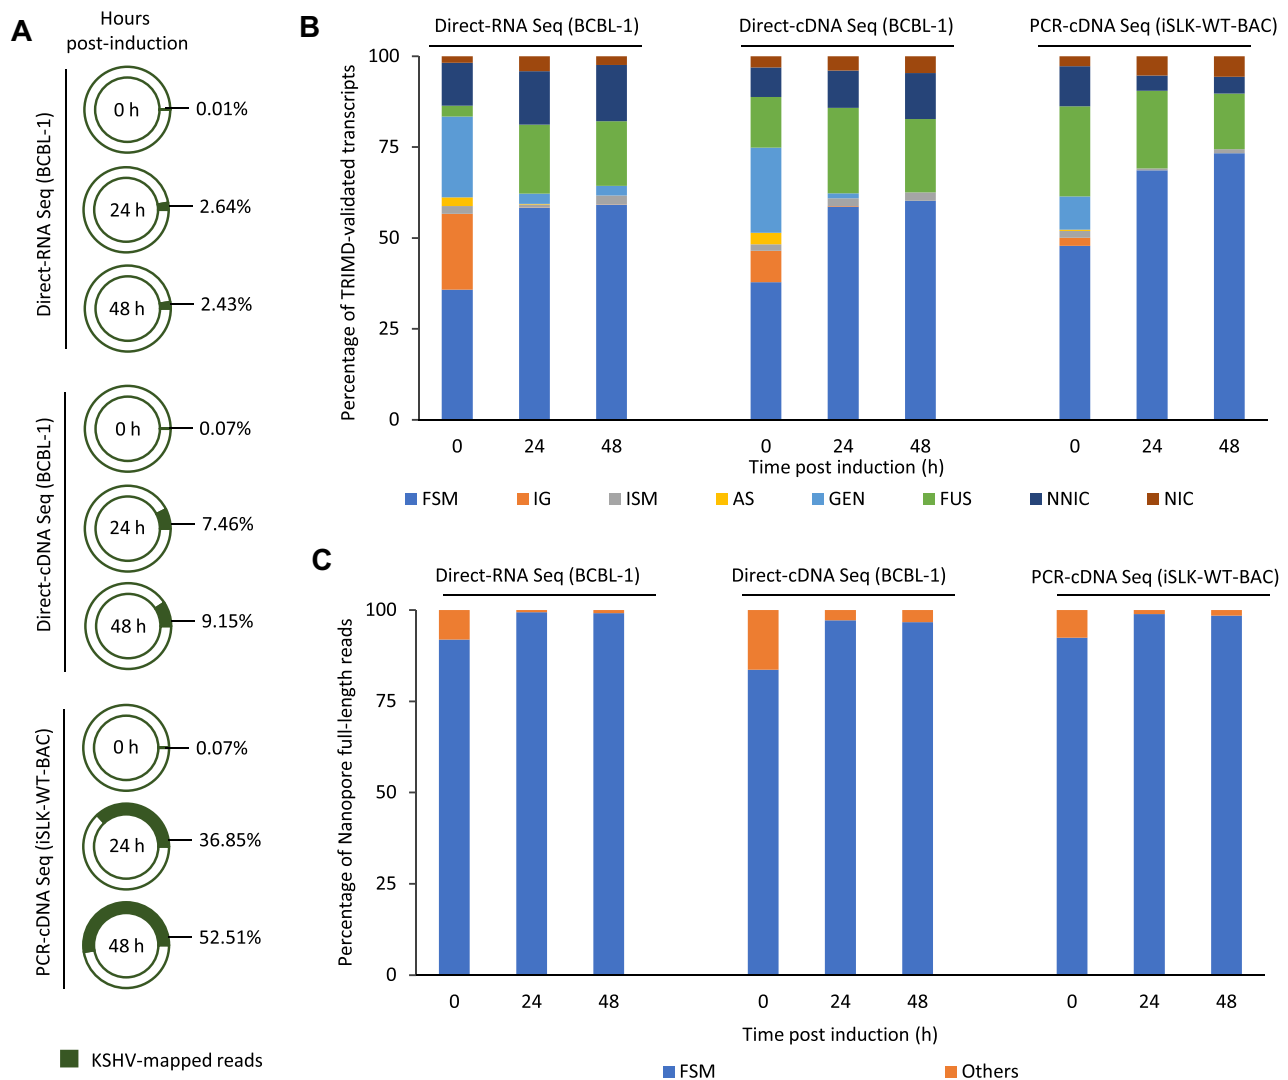 A
Hours
post-induction
Direct-RNA Seq (BCBL-1)
0 h
0.01%
24 h
2.64%
48 h
2.43%
Direct-cDNA Seq (BCBL-1)
0 h
0.07%
24 h
7.46%
48 h
9.15%
PCR-cDNA Seq (iSLK-WT-BAC)
0 h
0.07%
24 h
36.85%
48 h
52.51%
KSHV-mapped reads
B
Direct-RNA Seq (BCBL-1)
Direct-cDNA Seq (BCBL-1)
PCR-cDNA Seq (iSLK-WT-BAC)
Percentage of TRIMD-validated transcripts
100
75
50
25
0
0 24 48 0 24 48 0 24 48
Time post induction (h)
FSM IG ISM AS GEN FUS NNIC NIC
C
Direct-RNA Seq (BCBL-1)
Direct-cDNA Seq (BCBL-1)
PCR-cDNA Seq (iSLK-WT-BAC)
Percentage of Nanopore full-length reads
100
75
50
25
0
0 24 48 0 24 48 0 24 48
Time post induction (h)
FSM Others